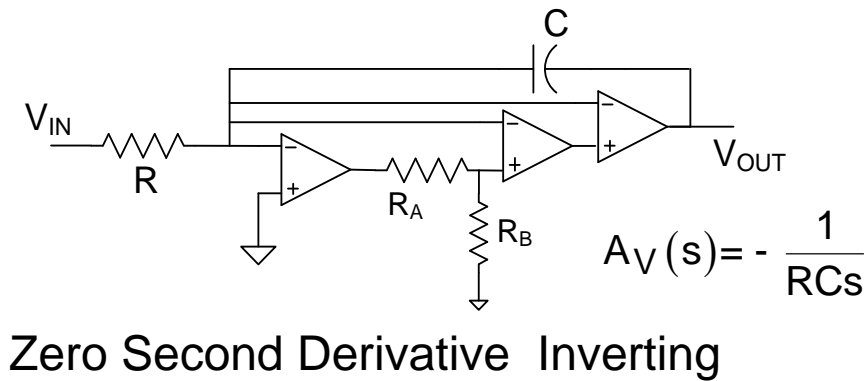 C
V_IN
R
−
+
R_A
R_B
−
+
−
+
V_OUT
A_V(s)= - 1/RCs
Zero Second Derivative Inverting